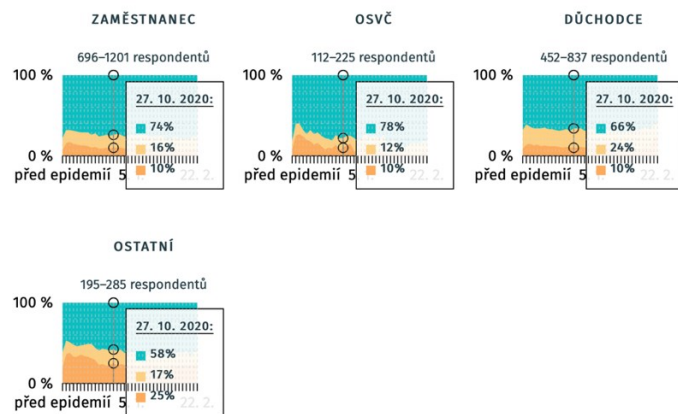 ZAMĚSTNANEC
696–1201 respondentů
100 %
27. 10. 2020:
74%
16%
10%
0 %
před epidemií 5. 22. 2.
OSVČ
112–225 respondentů
100 %
27. 10. 2020:
78%
12%
10%
0 %
před epidemií 5. 22. 2.
DŮCHODCE
452–837 respondentů
100 %
27. 10. 2020:
66%
24%
10%
0 %
před epidemií 5. 22. 2.
OSTATNÍ
195–285 respondentů
100 %
27. 10. 2020:
58%
17%
25%
0 %
před epidemií 5. 22. 2.